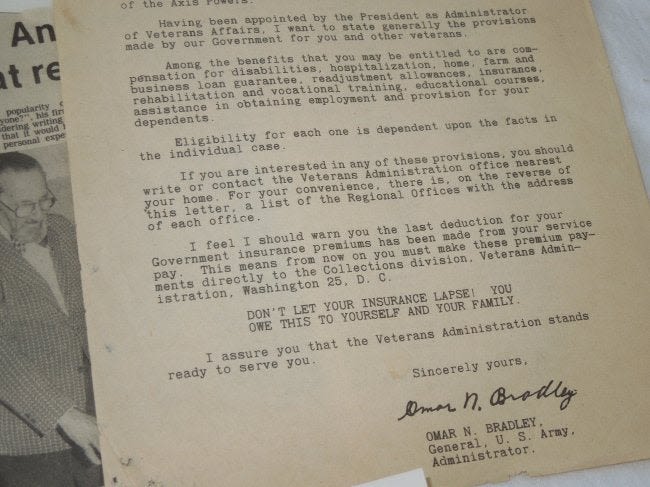 An
at re
popularity
yone?", his fir
dering writing,
that it would
personal expe
of the Axis Powers.
Having been appointed by the President as Administrator
of Veterans Affairs, I want to state generally the provisions
made by our Government for you and other veterans.
Among the benefits that you may be entitled to are com-
pensation for disabilities, hospitalization, home, farm and
business loan guarantee, readjustment allowances, insurance,
rehabilitation and vocational training, educational courses,
assistance in obtaining employment and provision for your
dependents.
Eligibility for each one is dependent upon the facts in
the individual case.
If you are interested in any of these provisions, you should
write or contact the Veterans Administration office nearest
your home. For your convenience, there is, on the reverse of
this letter, a list of the Regional Offices with the address
of each office.
I feel I should warn you the last deduction for your
Government insurance premiums has been made from your service
pay. This means from now on you must make these premium pay-
ments directly to the Collections division, Veterans Admin-
istration, Washington 25, D. C.
DON'T LET YOUR INSURANCE LAPSE! YOU
OWE THIS TO YOURSELF AND YOUR FAMILY.
I assure you that the Veterans Administration stands
ready to serve you.
Sincerely yours,
Omar N. Bradley
OMAR N. BRADLEY,
General, U. S. Army,
Administrator.